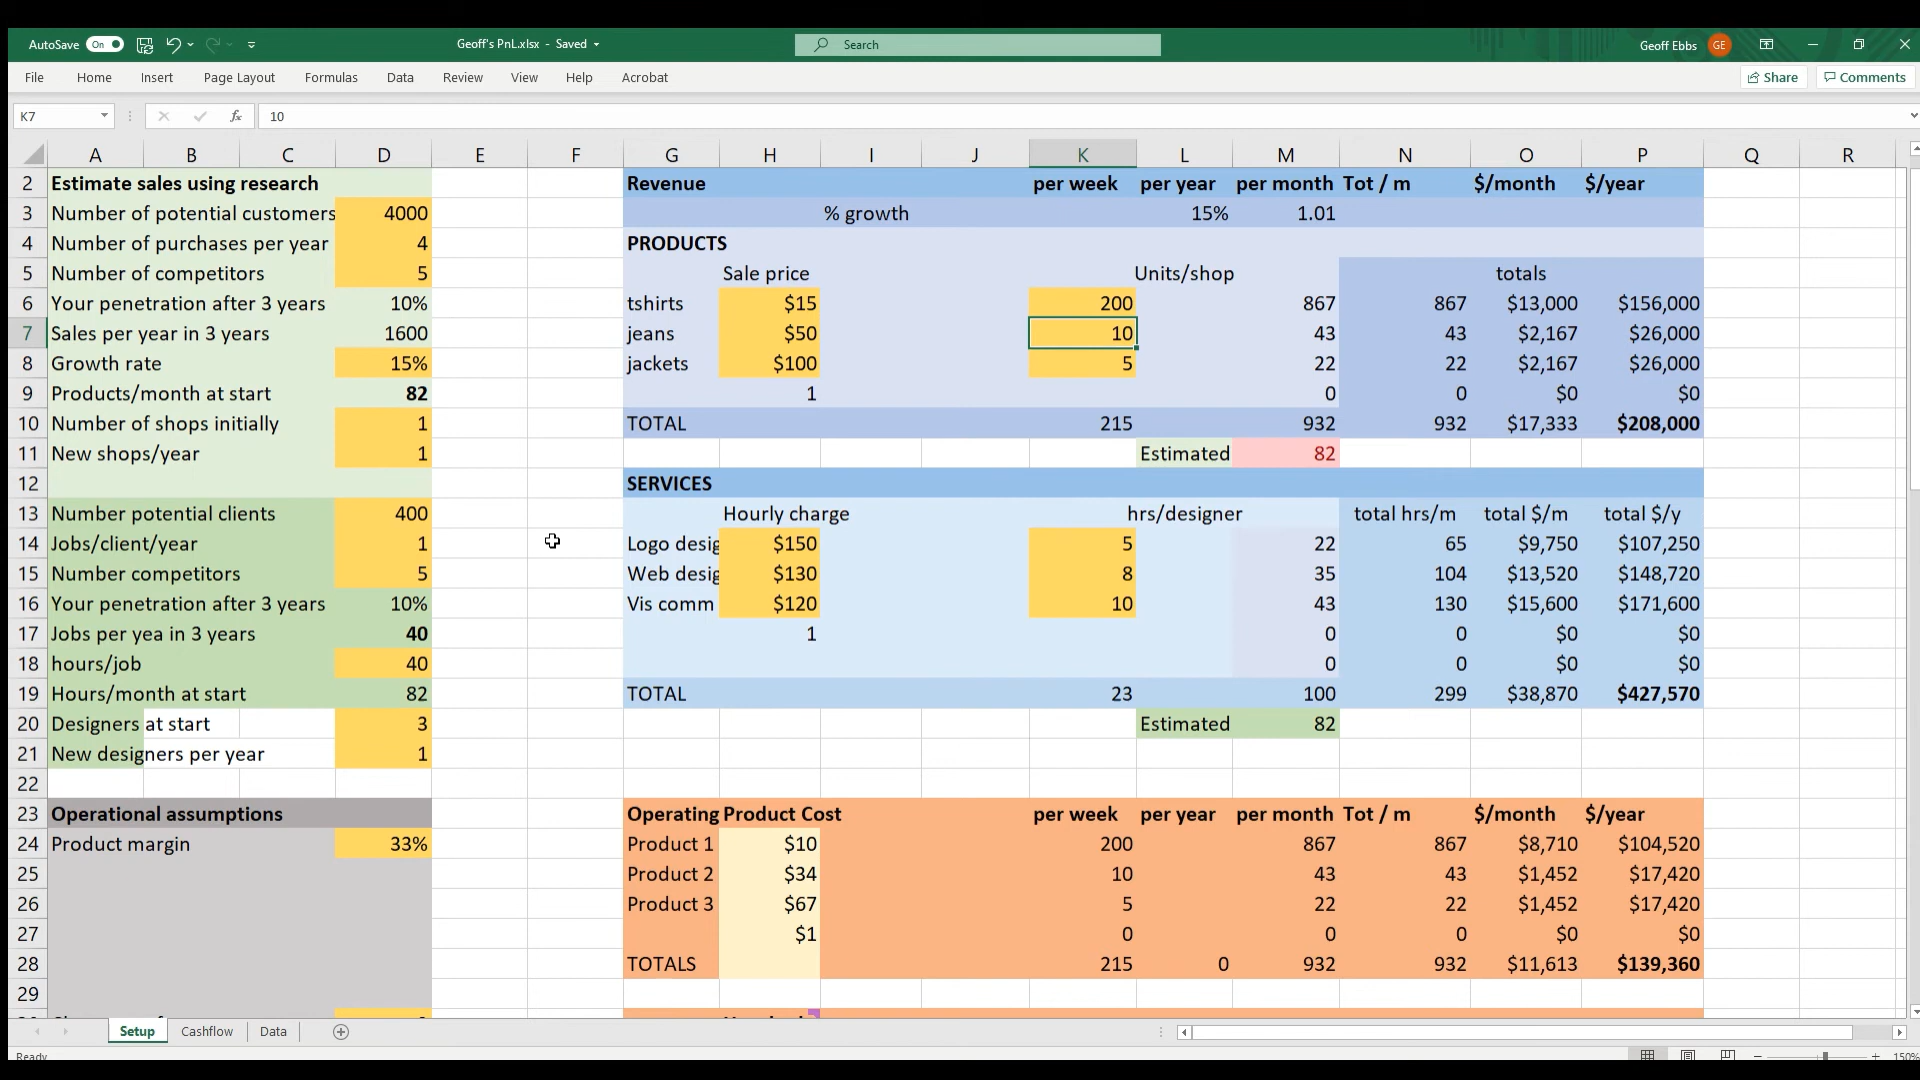 AutoSave On Geoff's PnL.xlsx - Saved Search Geoff Ebbs GE
File Home Insert Page Layout Formulas Data Review View Help Acrobat Share Comments
K7 fx 10
A B C D E F G H I J K L M N O P Q R
2 Estimate sales using research Revenue per week per year per month Tot / m $/month $/year
3 Number of potential customers 4000 % growth 15% 1.01
4 Number of purchases per year 4 PRODUCTS
5 Number of competitors 5 Sale price Units/shop totals
6 Your penetration after 3 years 10% tshirts $15 200 867 867 $13,000 $156,000
7 Sales per year in 3 years 1600 jeans $50 10 43 43 $2,167 $26,000
8 Growth rate 15% jackets $100 5 22 22 $2,167 $26,000
9 Products/month at start 82 1 0 0 $0 $0
10 Number of shops initially 1 TOTAL 215 932 932 $17,333 $208,000
11 New shops/year 1 Estimated 82
12 SERVICES
13 Number potential clients 400 Hourly charge hrs/designer total hrs/m total $/m total $/y
14 Jobs/client/year 1 Logo desig $150 5 22 65 $9,750 $107,250
15 Number competitors 5 Web desig $130 8 35 104 $13,520 $148,720
16 Your penetration after 3 years 10% Vis comm $120 10 43 130 $15,600 $171,600
17 Jobs per yea in 3 years 40 1 0 0 $0 $0
18 hours/job 40 0 0 $0 $0
19 Hours/month at start 82 TOTAL 23 100 299 $38,870 $427,570
20 Designers at start 3 Estimated 82
21 New designers per year 1
22
23 Operational assumptions Operating Product Cost per week per year per month Tot / m $/month $/year
24 Product margin 33% Product 1 $10 200 867 867 $8,710 $104,520
25 Product 2 $34 10 43 43 $1,452 $17,420
26 Product 3 $67 5 22 22 $1,452 $17,420
27 $1 0 0 0 $0 $0
28 TOTALS 215 0 932 932 $11,613 $139,360
29
Setup Cashflow Data
Ready 150%